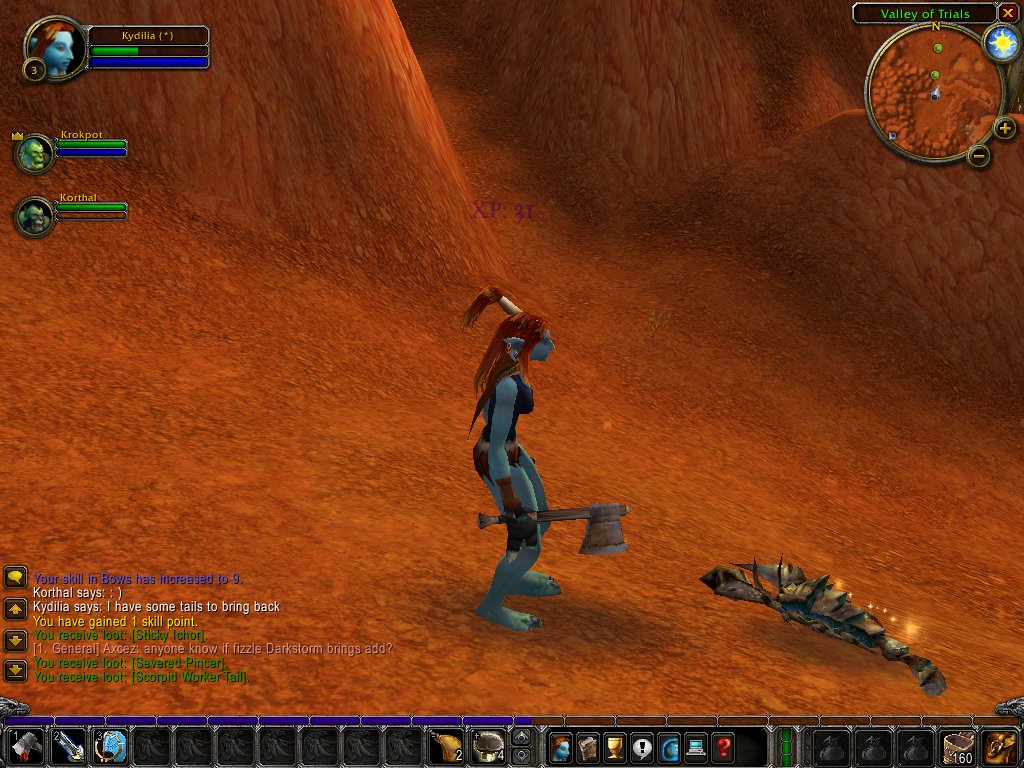 Kydilia (*)
3
Valley of Trials
N
Krokpot
Korthal
XP: 31
Your skill in Bows has increased to 9.
Korthal says: : )
Kydilia says: I have some tails to bring back
You have gained 1 skill point.
You receive loot: [Sticky Ichor].
[1. General] Axcez: anyone know if fizzle Darkstorm brings add?
You receive loot: [Severed Pincer].
You receive loot: [Scorpid Worker Tail].
1 2 3 2 4 160